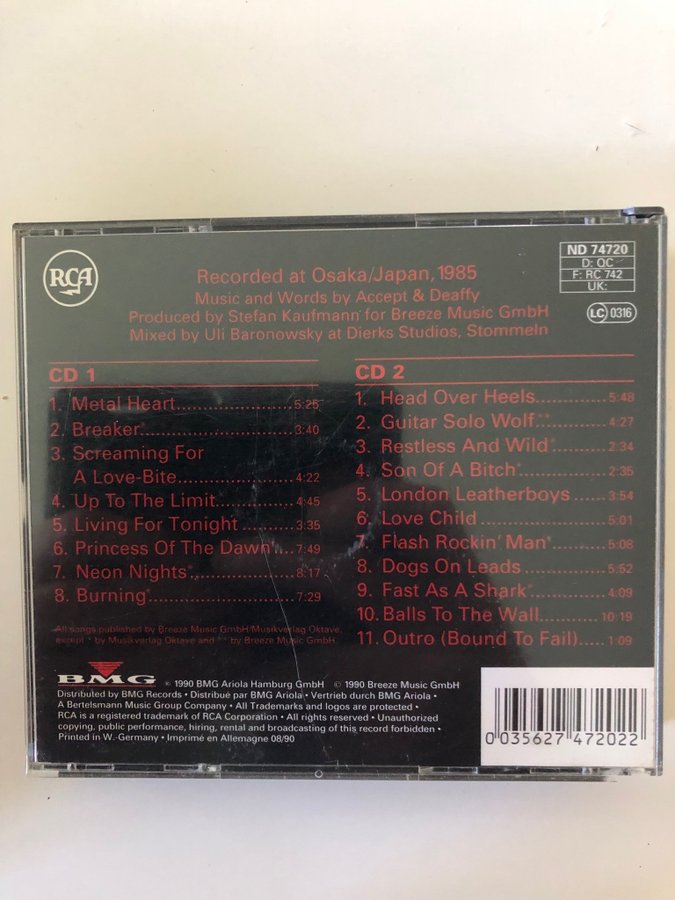 RCA
ND 74720
D: OC
F: RC 742
UK:
LC 0316
Recorded at Osaka/Japan, 1985
Music and Words by Accept & Deaffy
Produced by Stefan Kaufmann for Breeze Music GmbH
Mixed by Uli Baronowsky at Dierks Studios, Stommeln
CD 1
1. Metal Heart....................5:25
2. Breaker*.......................3:40
3. Screaming For
A Love-Bite....................4:22
4. Up To The Limit..............4:45
5. Living For Tonight..........3:35
6. Princess Of The Dawn*....7:49
7. Neon Nights*..................8:17
8. Burning*........................7:29
CD 2
1. Head Over Heels...............5:48
2. Guitar Solo Wolf**............4:27
3. Restless And Wild*............2:34
4. Son Of A Bitch*................2:35
5. London Leatherboys......3:54
6. Love Child......................5:01
7. Flash Rockin' Man*..........5:08
8. Dogs On Leads................5:52
9. Fast As A Shark*..............4:09
10. Balls To The Wall..........10:19
11. Outro (Bound To Fail)....1:09
All songs published by Breeze Music GmbH/Musikverlag Oktave,
except * by Musikverlag Oktave and ** by Breeze Music GmbH.
BMG
℗ 1990 BMG Ariola Hamburg GmbH © 1990 Breeze Music GmbH
Distributed by BMG Records • Distribué par BMG Ariola • Vertrieb durch BMG Ariola •
A Bertelsmann Music Group Company • All Trademarks and logos are protected •
RCA is a registered trademark of RCA Corporation • All rights reserved • Unauthorized
copying, public performance, hiring, rental and broadcasting of this record forbidden •
Printed in W.-Germany • Imprimé en Allemagne 08/90
0 035627 472022